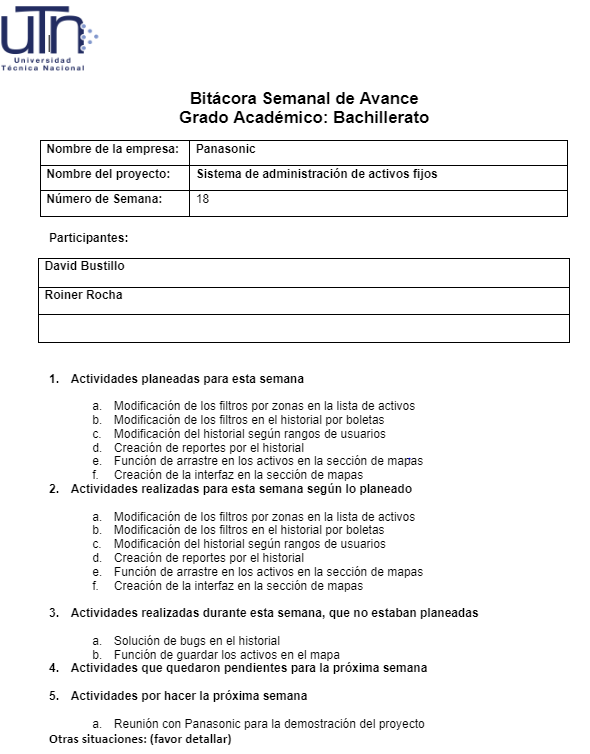 UTN
Universidad
Técnica Nacional
Bitácora Semanal de Avance
Grado Académico: Bachillerato
Nombre de la empresa: Panasonic
Nombre del proyecto: Sistema de administración de activos fijos
Número de Semana: 18
Participantes:
David Bustillo
Roiner Rocha
1. Actividades planeadas para esta semana
a. Modificación de los filtros por zonas en la lista de activos
b. Modificación de los filtros en el historial por boletas
c. Modificación del historial según rangos de usuarios
d. Creación de reportes por el historial
e. Función de arrastre en los activos en la sección de mapas
f. Creación de la interfaz en la sección de mapas
2. Actividades realizadas para esta semana según lo planeado
a. Modificación de los filtros por zonas en la lista de activos
b. Modificación de los filtros en el historial por boletas
c. Modificación del historial según rangos de usuarios
d. Creación de reportes por el historial
e. Función de arrastre en los activos en la sección de mapas
f. Creación de la interfaz en la sección de mapas
3. Actividades realizadas durante esta semana, que no estaban planeadas
a. Solución de bugs en el historial
b. Función de guardar los activos en el mapa
4. Actividades que quedaron pendientes para la próxima semana
5. Actividades por hacer la próxima semana
a. Reunión con Panasonic para la demostración del proyecto
Otras situaciones: (favor detallar)